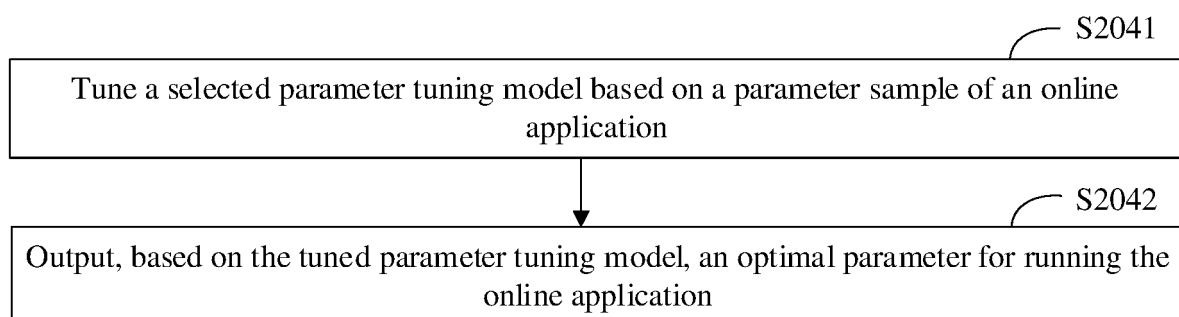 S2041
Tune a selected parameter tuning model based on a parameter sample of an online
application
S2042
Output, based on the tuned parameter tuning model, an optimal parameter for running the
online application